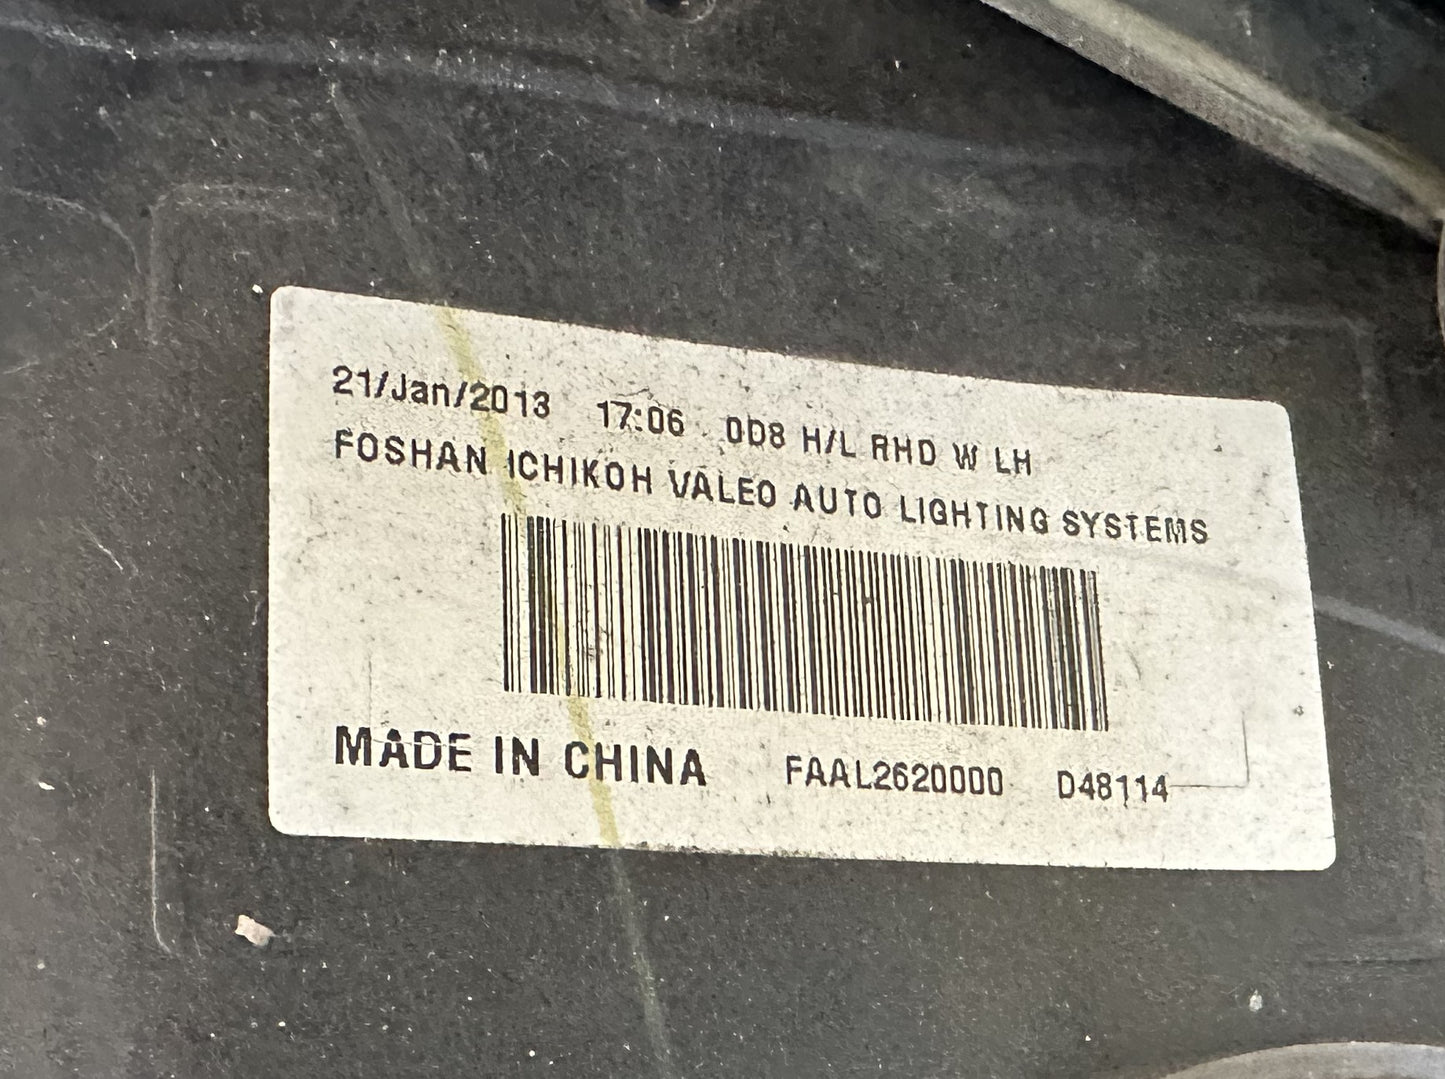 21/Jan/2013 17:06 0D8 H/L RHD W LH
FOSHAN ICHIKOH VALEO AUTO LIGHTING SYSTEMS
MADE IN CHINA FAAL2620000 D48114